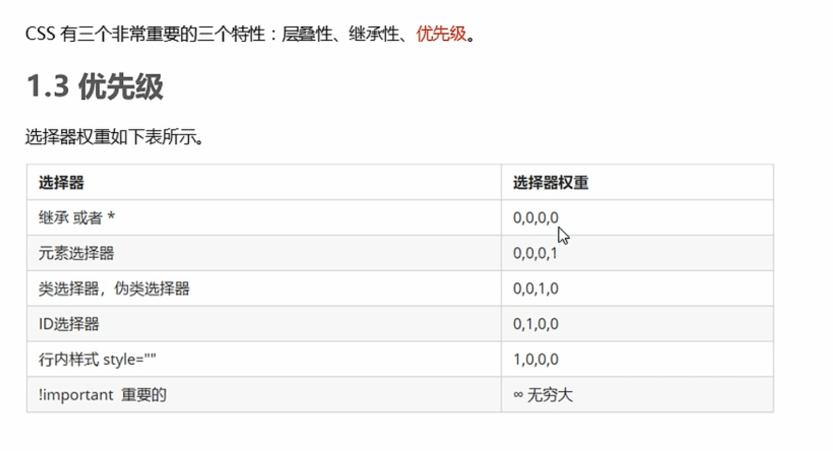 CSS 有三个非常重要的三个特性：层叠性、继承性、优先级。
1.3 优先级
选择器权重如下表所示。
选择器 选择器权重
继承 或者 * 0,0,0,0
元素选择器 0,0,0,1
类选择器，伪类选择器 0,0,1,0
ID选择器 0,1,0,0
行内样式 style="" 1,0,0,0
!important 重要的 ∞ 无穷大